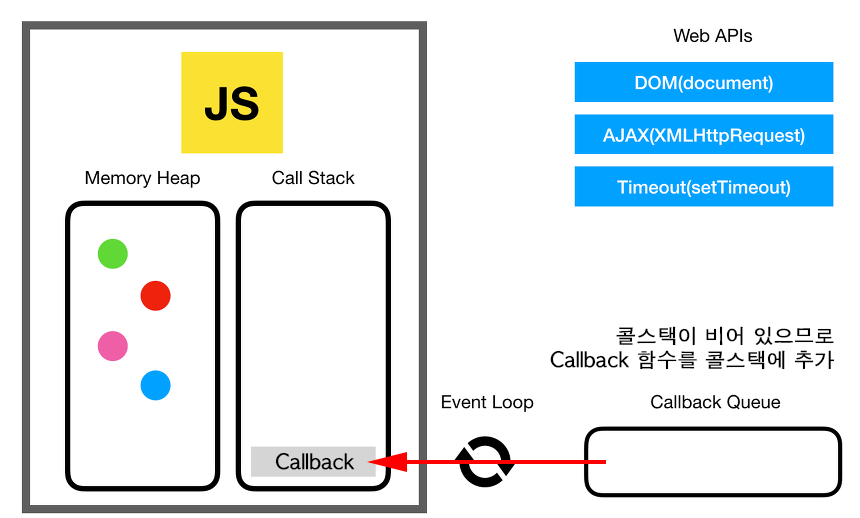 JS
Memory Heap
Call Stack
Callback
Web APIs
DOM(document)
AJAX(XMLHttpRequest)
Timeout(setTimeout)
콜스택이 비어 있으므로
Callback 함수를 콜스택에 추가
Event Loop
Callback Queue